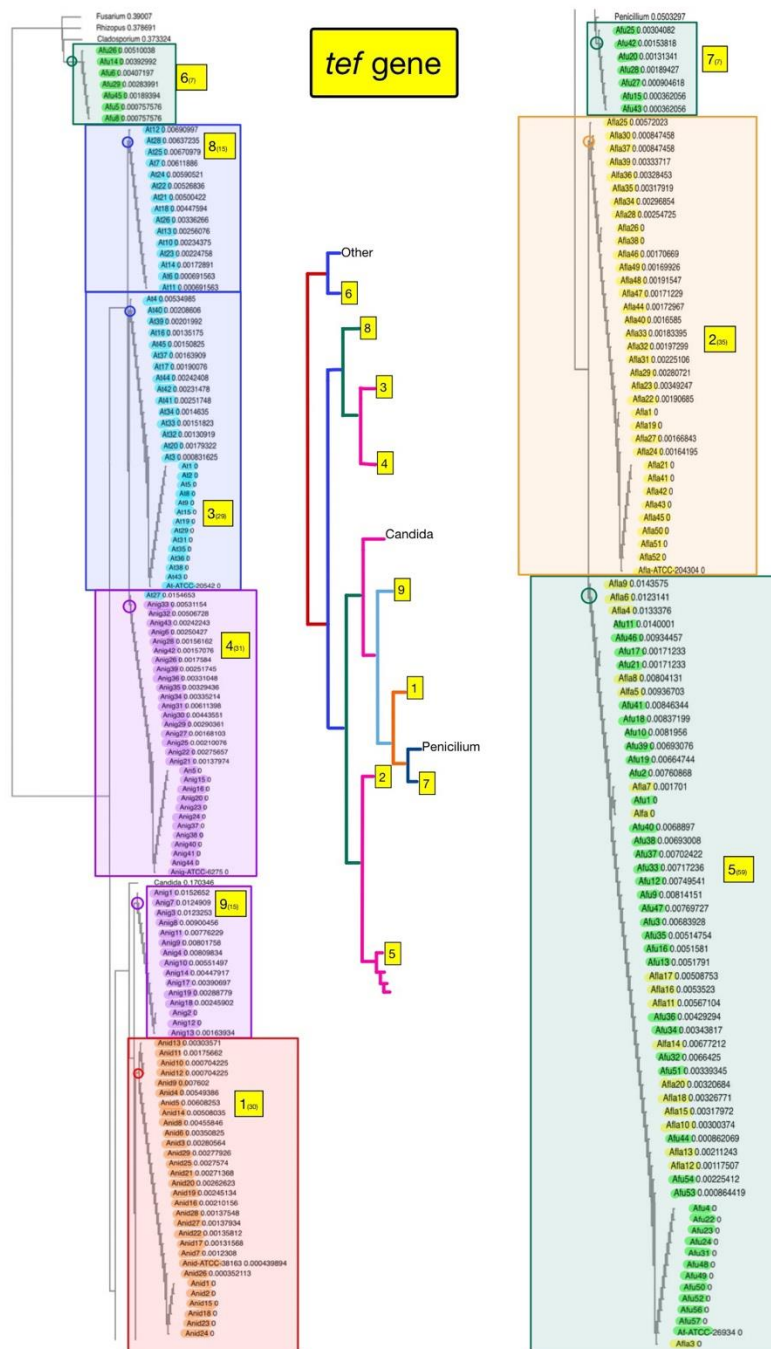 tef gene
Fusarium 0.39007
Rhizopus 0.378691
Cladosporium 0.373324
Afu26 0.00510038
Afu14 0.00392992
Afu6 0.00407197
Afu29 0.00283991
Afu45 0.00189394
Afu5 0.000757576
Afu8 0.000757576
6(7)
At12 0.00690997
At28 0.00637235
At25 0.00670979
At7 0.00611886
At24 0.00590521
At22 0.00526836
At21 0.00500422
At18 0.00447594
At26 0.00336266
At13 0.00256076
At10 0.00234375
At23 0.00224758
At14 0.00172891
At6 0.000691563
At11 0.000691563
8(15)
At4 0.00534985
At40 0.00208606
At39 0.00201992
At16 0.00135175
At45 0.00150825
At37 0.00163909
At17 0.00190076
At44 0.00242408
At42 0.00231478
At41 0.00251748
At34 0.0014635
At33 0.00151823
At32 0.00130919
At20 0.00179322
At3 0.000831625
At1 0
At2 0
At5 0
At8 0
At9 0
At15 0
At19 0
At29 0
At31 0
At35 0
At36 0
At38 0
At43 0
At-ATCC-20542 0
3(29)
At27 0.0154653
Anig33 0.00531154
Anig32 0.00506728
Anig43 0.00242243
Anig6 0.00250427
Anig28 0.00156162
Anig42 0.00157076
Anig26 0.0017584
Anig39 0.00251745
Anig36 0.00331048
Anig35 0.00329436
Anig34 0.00335214
Anig31 0.00611398
Anig30 0.00443551
Anig29 0.00290361
Anig27 0.00168103
Anig25 0.00210076
Anig22 0.00275657
Anig21 0.00137974
An5 0
Anig15 0
Anig16 0
Anig20 0
Anig23 0
Anig24 0
Anig37 0
Anig38 0
Anig40 0
Anig41 0
Anig44 0
Anig-ATCC-6275 0
4(31)
Candida 0.170346
Anig1 0.0152652
Anig7 0.0124909
Anig3 0.0123253
Anig8 0.00900456
Anig11 0.00776229
Anig9 0.00801758
Anig4 0.00809834
Anig10 0.00551497
Anig14 0.00447917
Anig17 0.00390697
Anig19 0.00288779
Anig18 0.00245902
Anig2 0
Anig12 0
Anig13 0.00163934
9(15)
Anid13 0.00303571
Anid11 0.00175662
Anid10 0.000704225
Anid12 0.000704225
Anid9 0.007602
Anid4 0.00549386
Anid5 0.00608253
Anid14 0.00508035
Anid8 0.00455846
Anid6 0.00350825
Anid3 0.00280564
Anid29 0.00277926
Anid25 0.0027574
Anid21 0.00271368
Anid20 0.00262623
Anid19 0.00245134
Anid16 0.00210156
Anid28 0.00137548
Anid27 0.00137934
Anid22 0.00135812
Anid17 0.00131568
Anid7 0.0012308
Anid-ATCC-38163 0.000439894
Anid26 0.000352113
Anid1 0
Anid2 0
Anid15 0
Anid18 0
Anid23 0
Anid24 0
1(30)
Other
6
8
3
4
Candida
9
1
Penicilium
7
2
5
Penicillium 0.0503297
Afu25 0.00304082
Afu42 0.00153818
Afu20 0.00131341
Afu28 0.00189427
Afu27 0.000904618
Afu15 0.000362056
Afu43 0.000362056
7(7)
Afla25 0.00572023
Afla30 0.000847458
Afla37 0.000847458
Afla39 0.00333717
Alfa36 0.00328453
Afla35 0.00317919
Afla34 0.00296854
Afla28 0.00254725
Afla26 0
Afla38 0
Afla46 0.00170669
Afla49 0.00169926
Afla48 0.00191547
Afla47 0.00171229
Afla44 0.00172967
Afla40 0.0016585
Afla33 0.00183395
Afla32 0.00197299
Afla31 0.00225106
Afla29 0.00280721
Afla23 0.00349247
Afla22 0.00190685
Afla1 0
Afla19 0
Afla27 0.00166843
Afla24 0.00164195
Afla21 0
Afla41 0
Afla42 0
Afla43 0
Afla45 0
Afla50 0
Afla51 0
Afla52 0
Afla-ATCC-204304 0
2(35)
Afla9 0.0143575
Afla6 0.0123141
Afla4 0.0133376
Afu11 0.0140001
Afu46 0.00934457
Afu17 0.00171233
Afu21 0.00171233
Afla8 0.00804131
Alfa5 0.00936703
Afu41 0.00846344
Afu18 0.00837199
Afu10 0.0081956
Afu39 0.00693076
Afu19 0.00664744
Afu2 0.00760868
Afla7 0.001701
Afu1 0
Alfa 0
Afu40 0.0068897
Afu38 0.00693008
Afu37 0.00702422
Afu33 0.00717236
Afu12 0.00749541
Afu9 0.00814151
Afu47 0.00769727
Afu3 0.00683928
Afu35 0.00514754
Afu16 0.0051581
Afu13 0.0051791
Afla17 0.00508753
Afla16 0.0053523
Afla11 0.00567104
Afu36 0.00429294
Afu34 0.00343817
Alfa14 0.00677212
Afu32 0.0066425
Afu51 0.00339345
Afla20 0.00320684
Afla18 0.00326771
Afla15 0.00317972
Afla10 0.00300374
Afu44 0.000862069
Afla13 0.00211243
Afla12 0.00117507
Afu54 0.00225412
Afu53 0.000864419
Afu4 0
Afu22 0
Afu23 0
Afu24 0
Afu31 0
Afu48 0
Afu49 0
Afu50 0
Afu52 0
Afu56 0
Afu57 0
Af-ATCC-26934 0
Afla3 0
5(59)